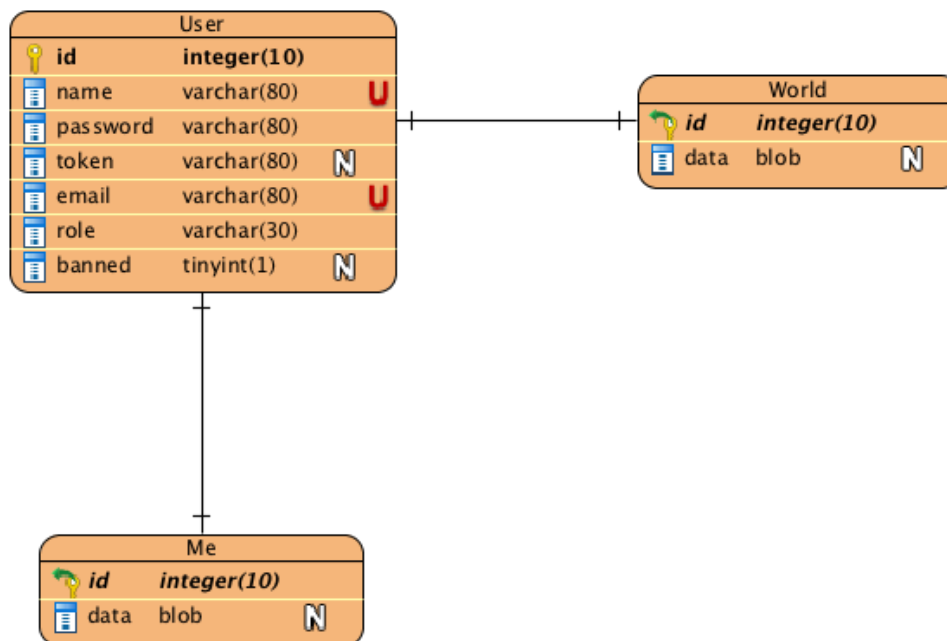 User
id integer(10)
name varchar(80) U
password varchar(80)
token varchar(80) N
email varchar(80) U
role varchar(30)
banned tinyint(1) N
World
id integer(10)
data blob N
Me
id integer(10)
data blob N